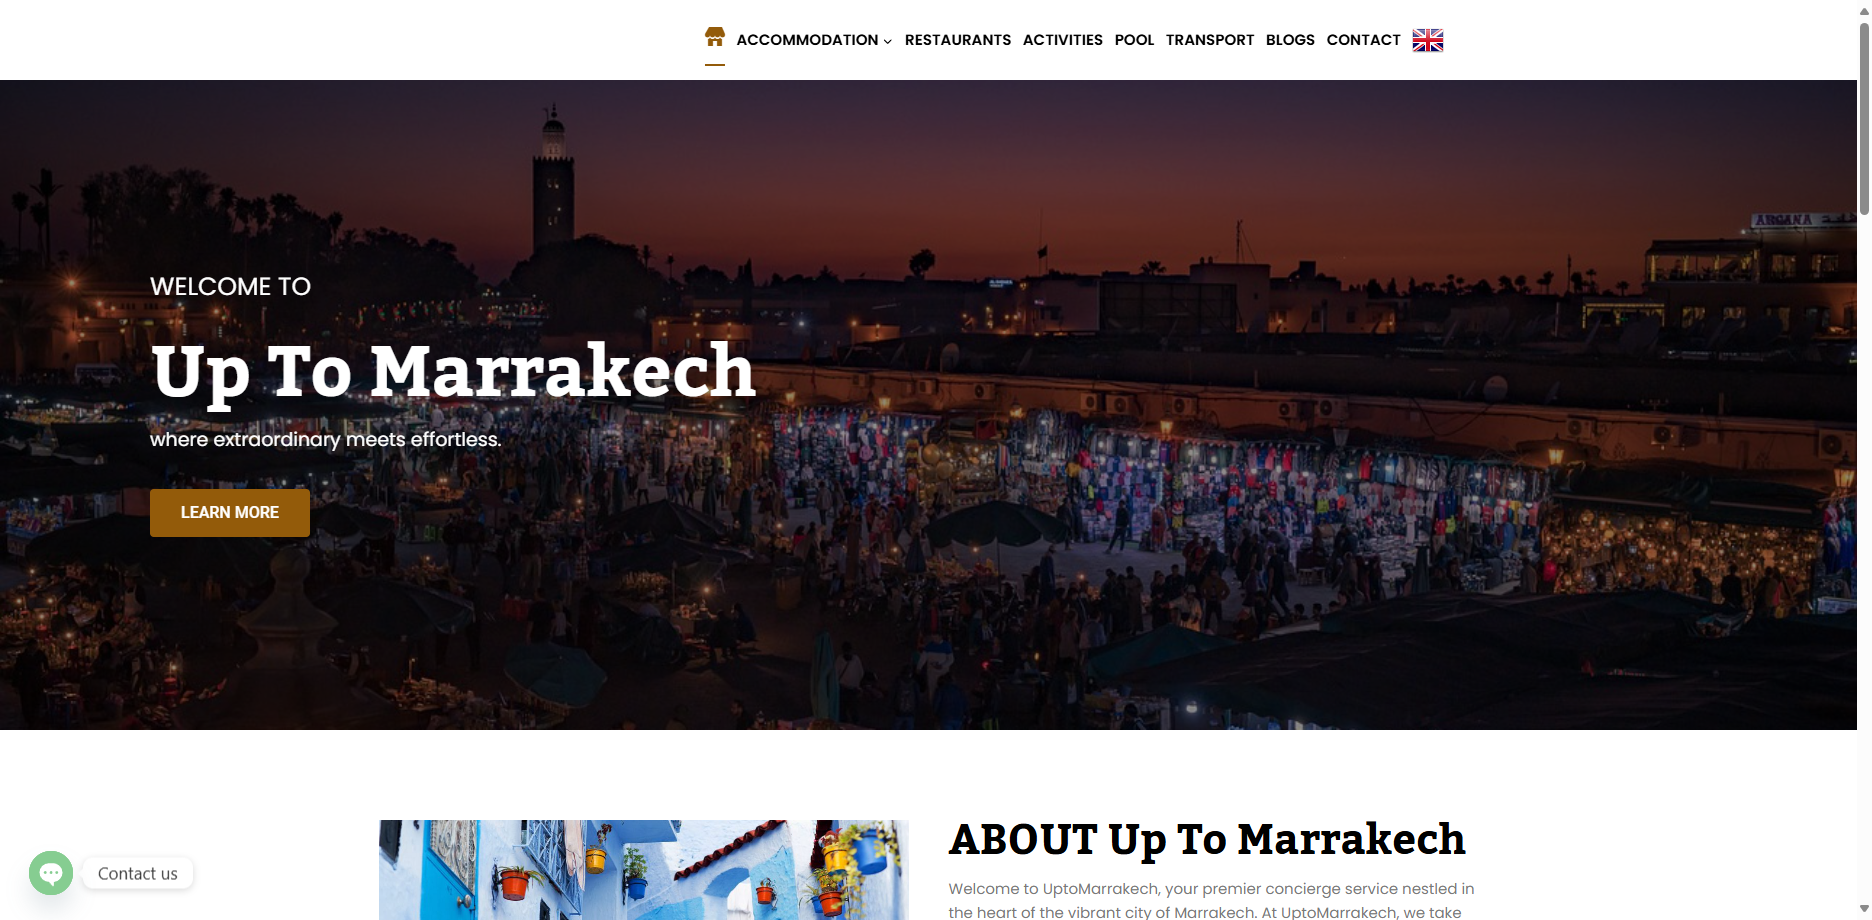 ACCOMMODATION RESTAURANTS ACTIVITIES POOL TRANSPORT BLOGS CONTACT
ARGANA
WELCOME TO
Up To Marrakech
where extraordinary meets effortless.
LEARN MORE
ABOUT Up To Marrakech
Welcome to UptoMarrakech, your premier concierge service nestled in
the heart of the vibrant city of Marrakech. At UptoMarrakech, we take
Contact us